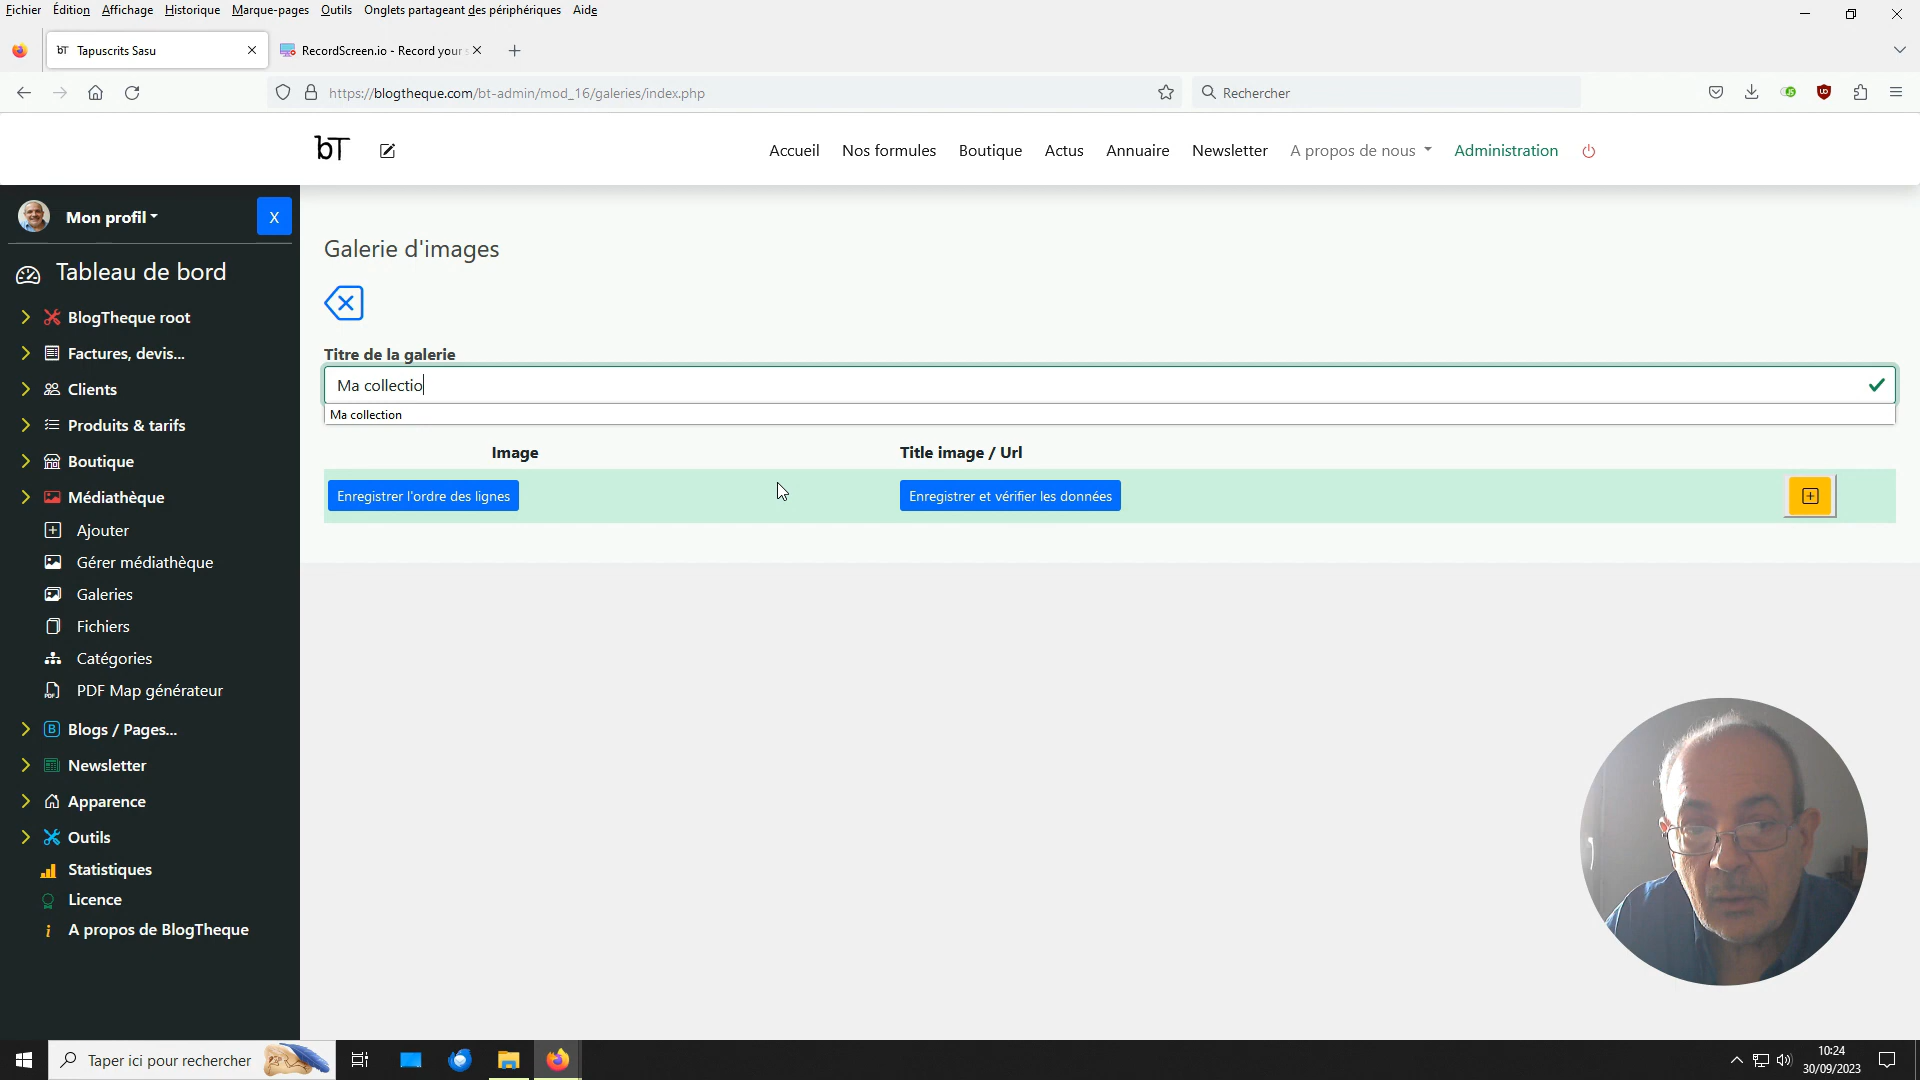 Fichier Édition Affichage Historique Marque-pages Outils Onglets partageant des périphériques Aide
bT Tapuscrits Sasu
RecordScreen.io - Record your
https://blogtheque.com/bt-admin/mod_16/galeries/index.php
Rechercher
bT
Accueil Nos formules Boutique Actus Annuaire Newsletter A propos de nous Administration
Mon profil
X
Tableau de bord
BlogTheque root
Factures, devis...
Clients
Produits & tarifs
Boutique
Médiathèque
Ajouter
Gérer médiathèque
Galeries
Fichiers
Catégories
PDF Map générateur
B Blogs / Pages...
Newsletter
Apparence
Outils
Statistiques
Licence
A propos de BlogTheque
Galerie d'images
Titre de la galerie
Ma collectio
Ma collection
Image Title image / Url
Enregistrer l'ordre des lignes Enregistrer et vérifier les données
Taper ici pour rechercher
10:24
30/09/2023